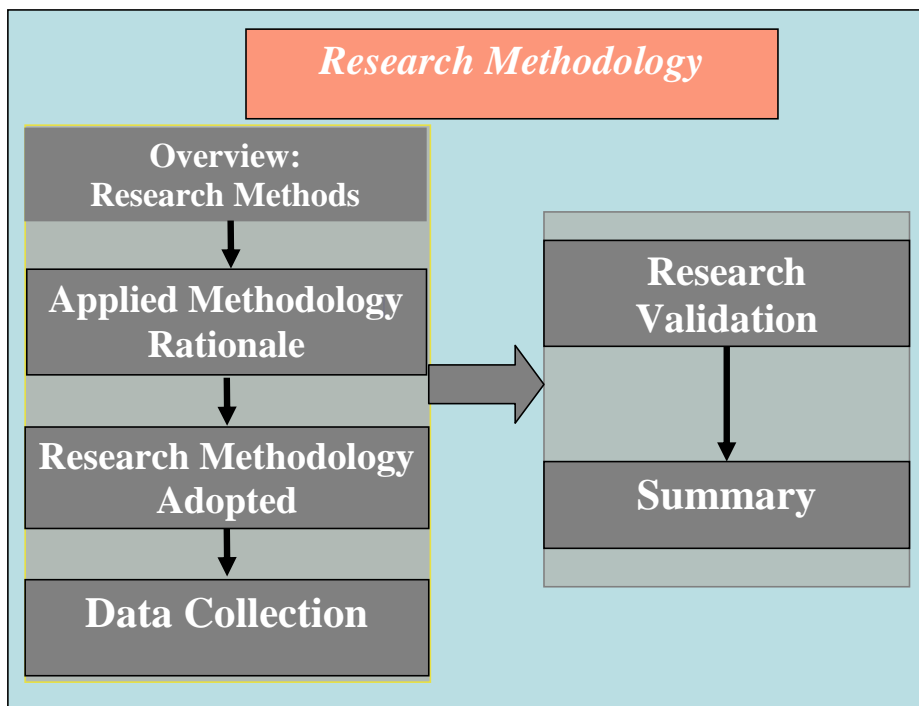 Research Methodology
Overview:
Research Methods
Applied Methodology
Rationale
Research Methodology
Adopted
Data Collection
Research
Validation
Summary